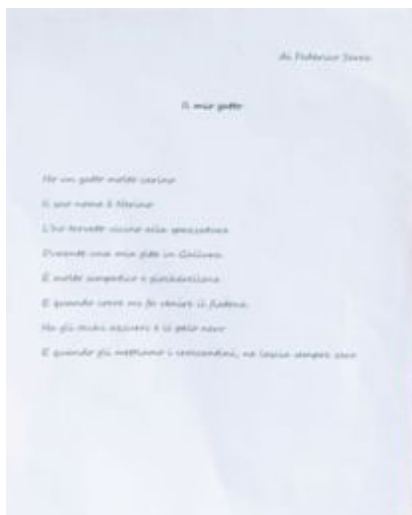 di Federico
Il mio gatto
Ho un gatto molto carino
Il suo nome è Nerino
L'ho trovato vicino alla spazzatura
Durante una mia gita in Gallura
È molto simpatico e giocherellone
E quando corre mi fa venire il fiatone
Ha gli occhi azzurri e il pelo nero
E quando gli mettiamo i croccantini, ne lascia sempre zero